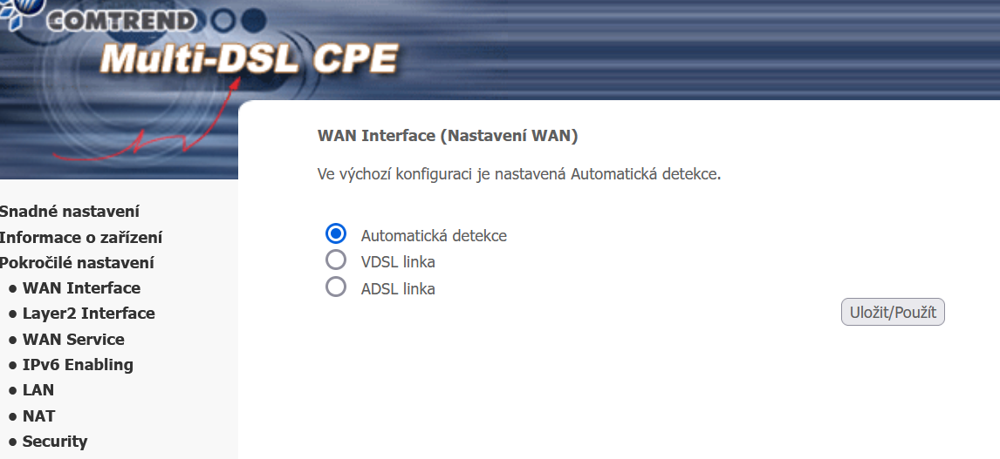 COMTREND
Multi-DSL CPE
WAN Interface (Nastavení WAN)
Ve výchozí konfiguraci je nastavená Automatická detekce.
Automatická detekce
VDSL linka
ADSL linka
Uložit/Použít
Snadné nastavení
Informace o zařízení
Pokročilé nastavení
● WAN Interface
● Layer2 Interface
● WAN Service
● IPv6 Enabling
● LAN
● NAT
● Security